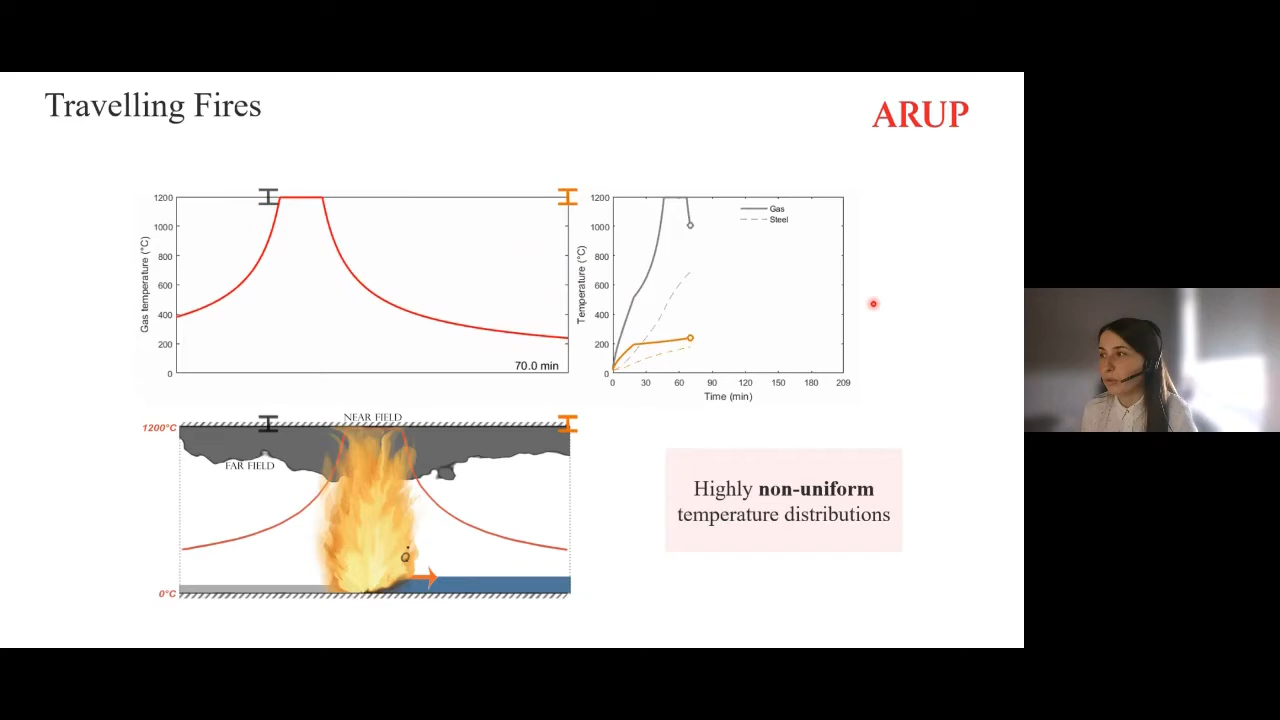 Travelling Fires
ARUP
1200
1000
800
600
400
200
0
Gas temperature (°C)
70.0 min
1200
1000
800
600
400
200
0
Temperature (°C)
Gas
Steel
0 30 60 90 120 150 180 209
Time (min)
1200°C
NEAR FIELD
FAR FIELD
0°C
Highly non-uniform
temperature distributions